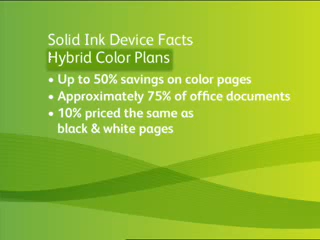 Solid Ink Device Facts
Hybrid Color Plans
• Up to 50% savings on color pages
• Approximately 75% of office documents
• 10% priced the same as
black & white pages